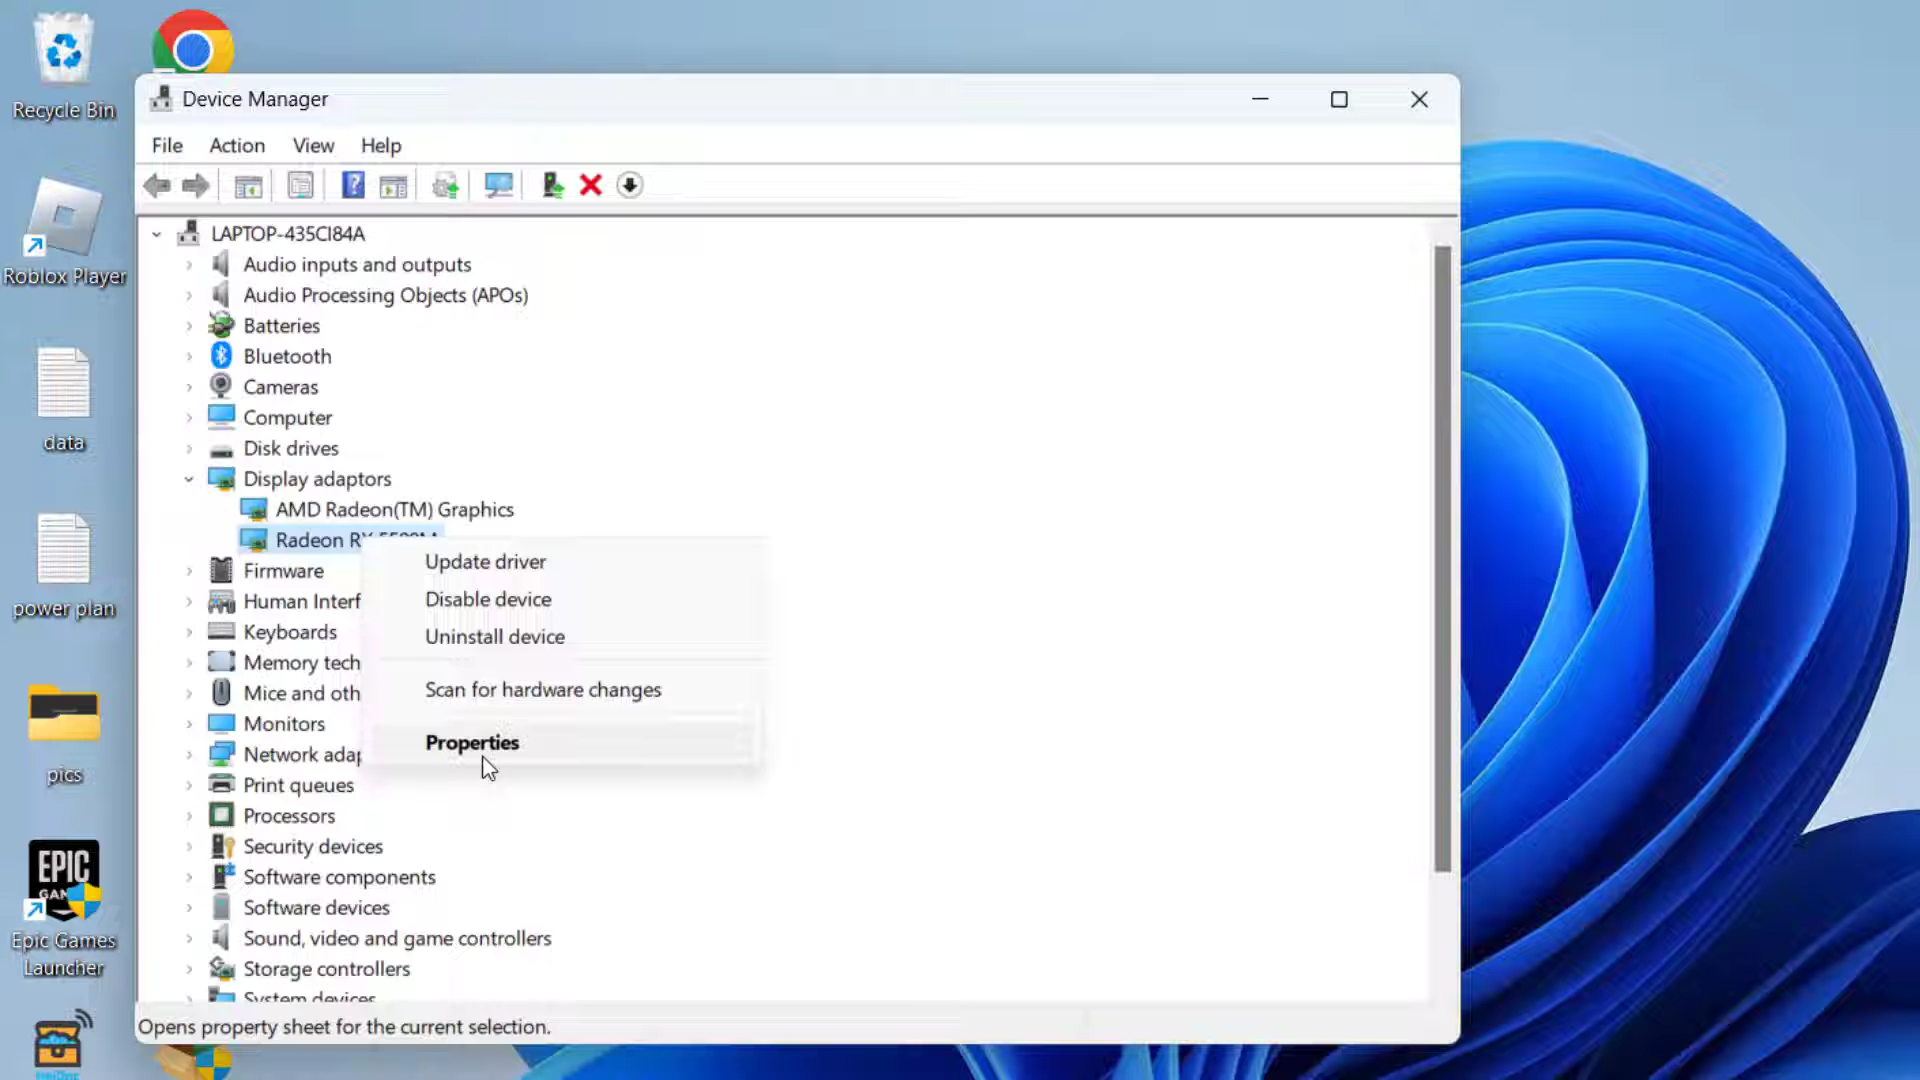 Recycle Bin
Roblox Player
data
power plan
pics
EPIC
Epic Games
Launcher
Device Manager
File Action View Help
LAPTOP-435CI84A
Audio inputs and outputs
Audio Processing Objects (APOs)
Batteries
Bluetooth
Cameras
Computer
Disk drives
Display adaptors
AMD Radeon(TM) Graphics
Radeon
Firmware
Human Interf
Keyboards
Memory tech
Mice and oth
Monitors
Network adap
Print queues
Processors
Security devices
Software components
Software devices
Sound, video and game controllers
Storage controllers
System devices
Update driver
Disable device
Uninstall device
Scan for hardware changes
Properties
Opens property sheet for the current selection.